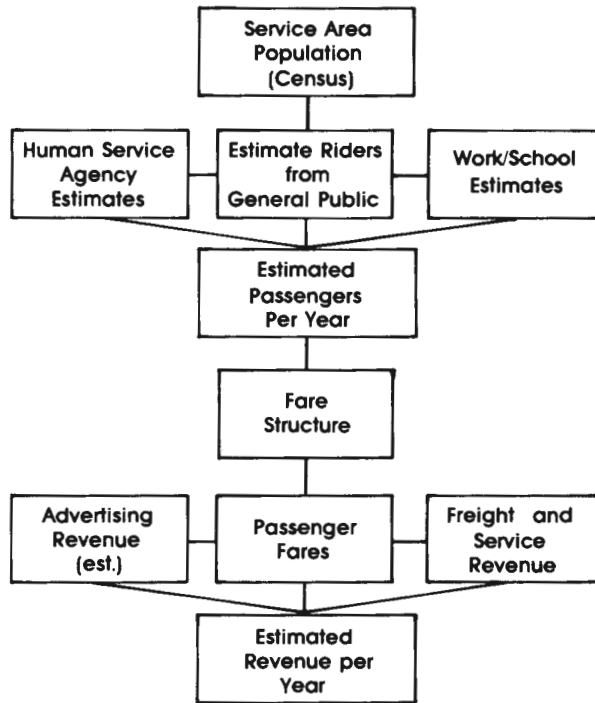 Service Area
Population
(Census)
Human Service
Agency
Estimates
Estimate Riders
from
General Public
Work/School
Estimates
Estimated
Passengers
Per Year
Fare
Structure
Advertising
Revenue
(est.)
Passenger
Fares
Freight and
Service
Revenue
Estimated
Revenue per
Year